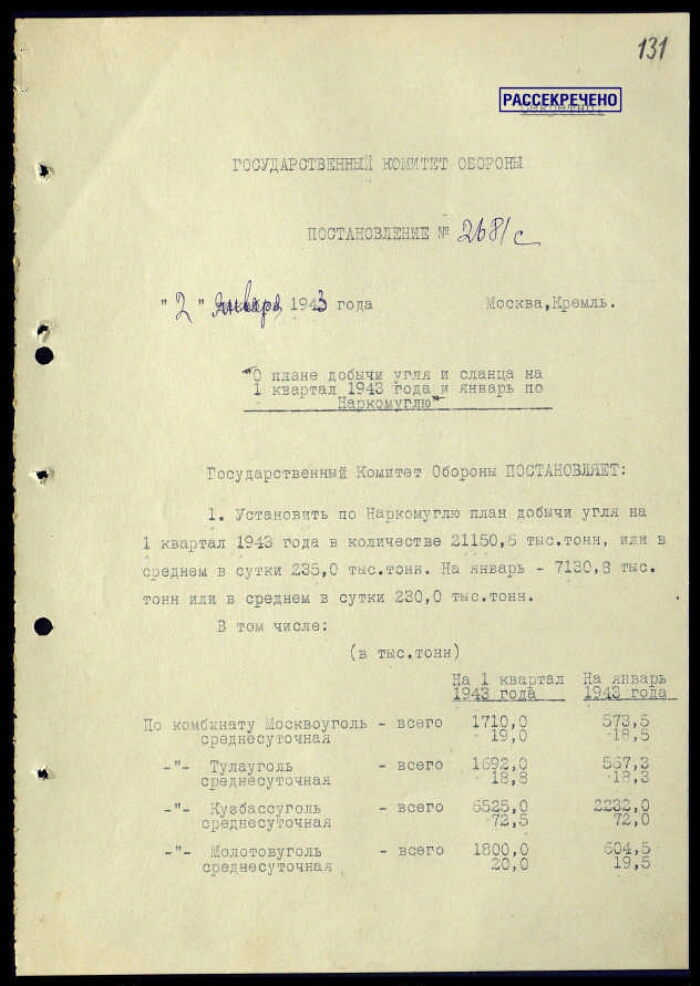 131
РАССЕКРЕЧЕНО
Секретно.
ГОСУДАРСТВЕННЫЙ КОМИТЕТ ОБОРОНЫ
ПОСТАНОВЛЕНИЕ № 2681с
"2" января 1943 года Москва, Кремль.
"О плане добычи угля и сланца на
1 квартал 1943 года и январь по
Наркомуглю"
Государственный Комитет Обороны ПОСТАНОВЛЯЕТ:
1. Установить по Наркомуглю план добычи угля на
1 квартал 1943 года в количестве 21150,6 тыс.тонн, или в
среднем в сутки 235,0 тыс.тонн. На январь - 7130,8 тыс.
тонн или в среднем в сутки 230,0 тыс.тонн.
В том числе:
(в тыс.тонн)
На 1 квартал На январь
1943 года 1943 года
По комбинату Москвоуголь - всего 1710,0 573,5
среднесуточная 19,0 18,5
-"- Тулауголь - всего 1692,0 567,3
среднесуточная 18,8 18,3
-"- Кузбассуголь - всего 6525,0 2232,0
среднесуточная 72,5 72,0
-"- Молотовуголь - всего 1800,0 604,5
среднесуточная 20,0 19,5